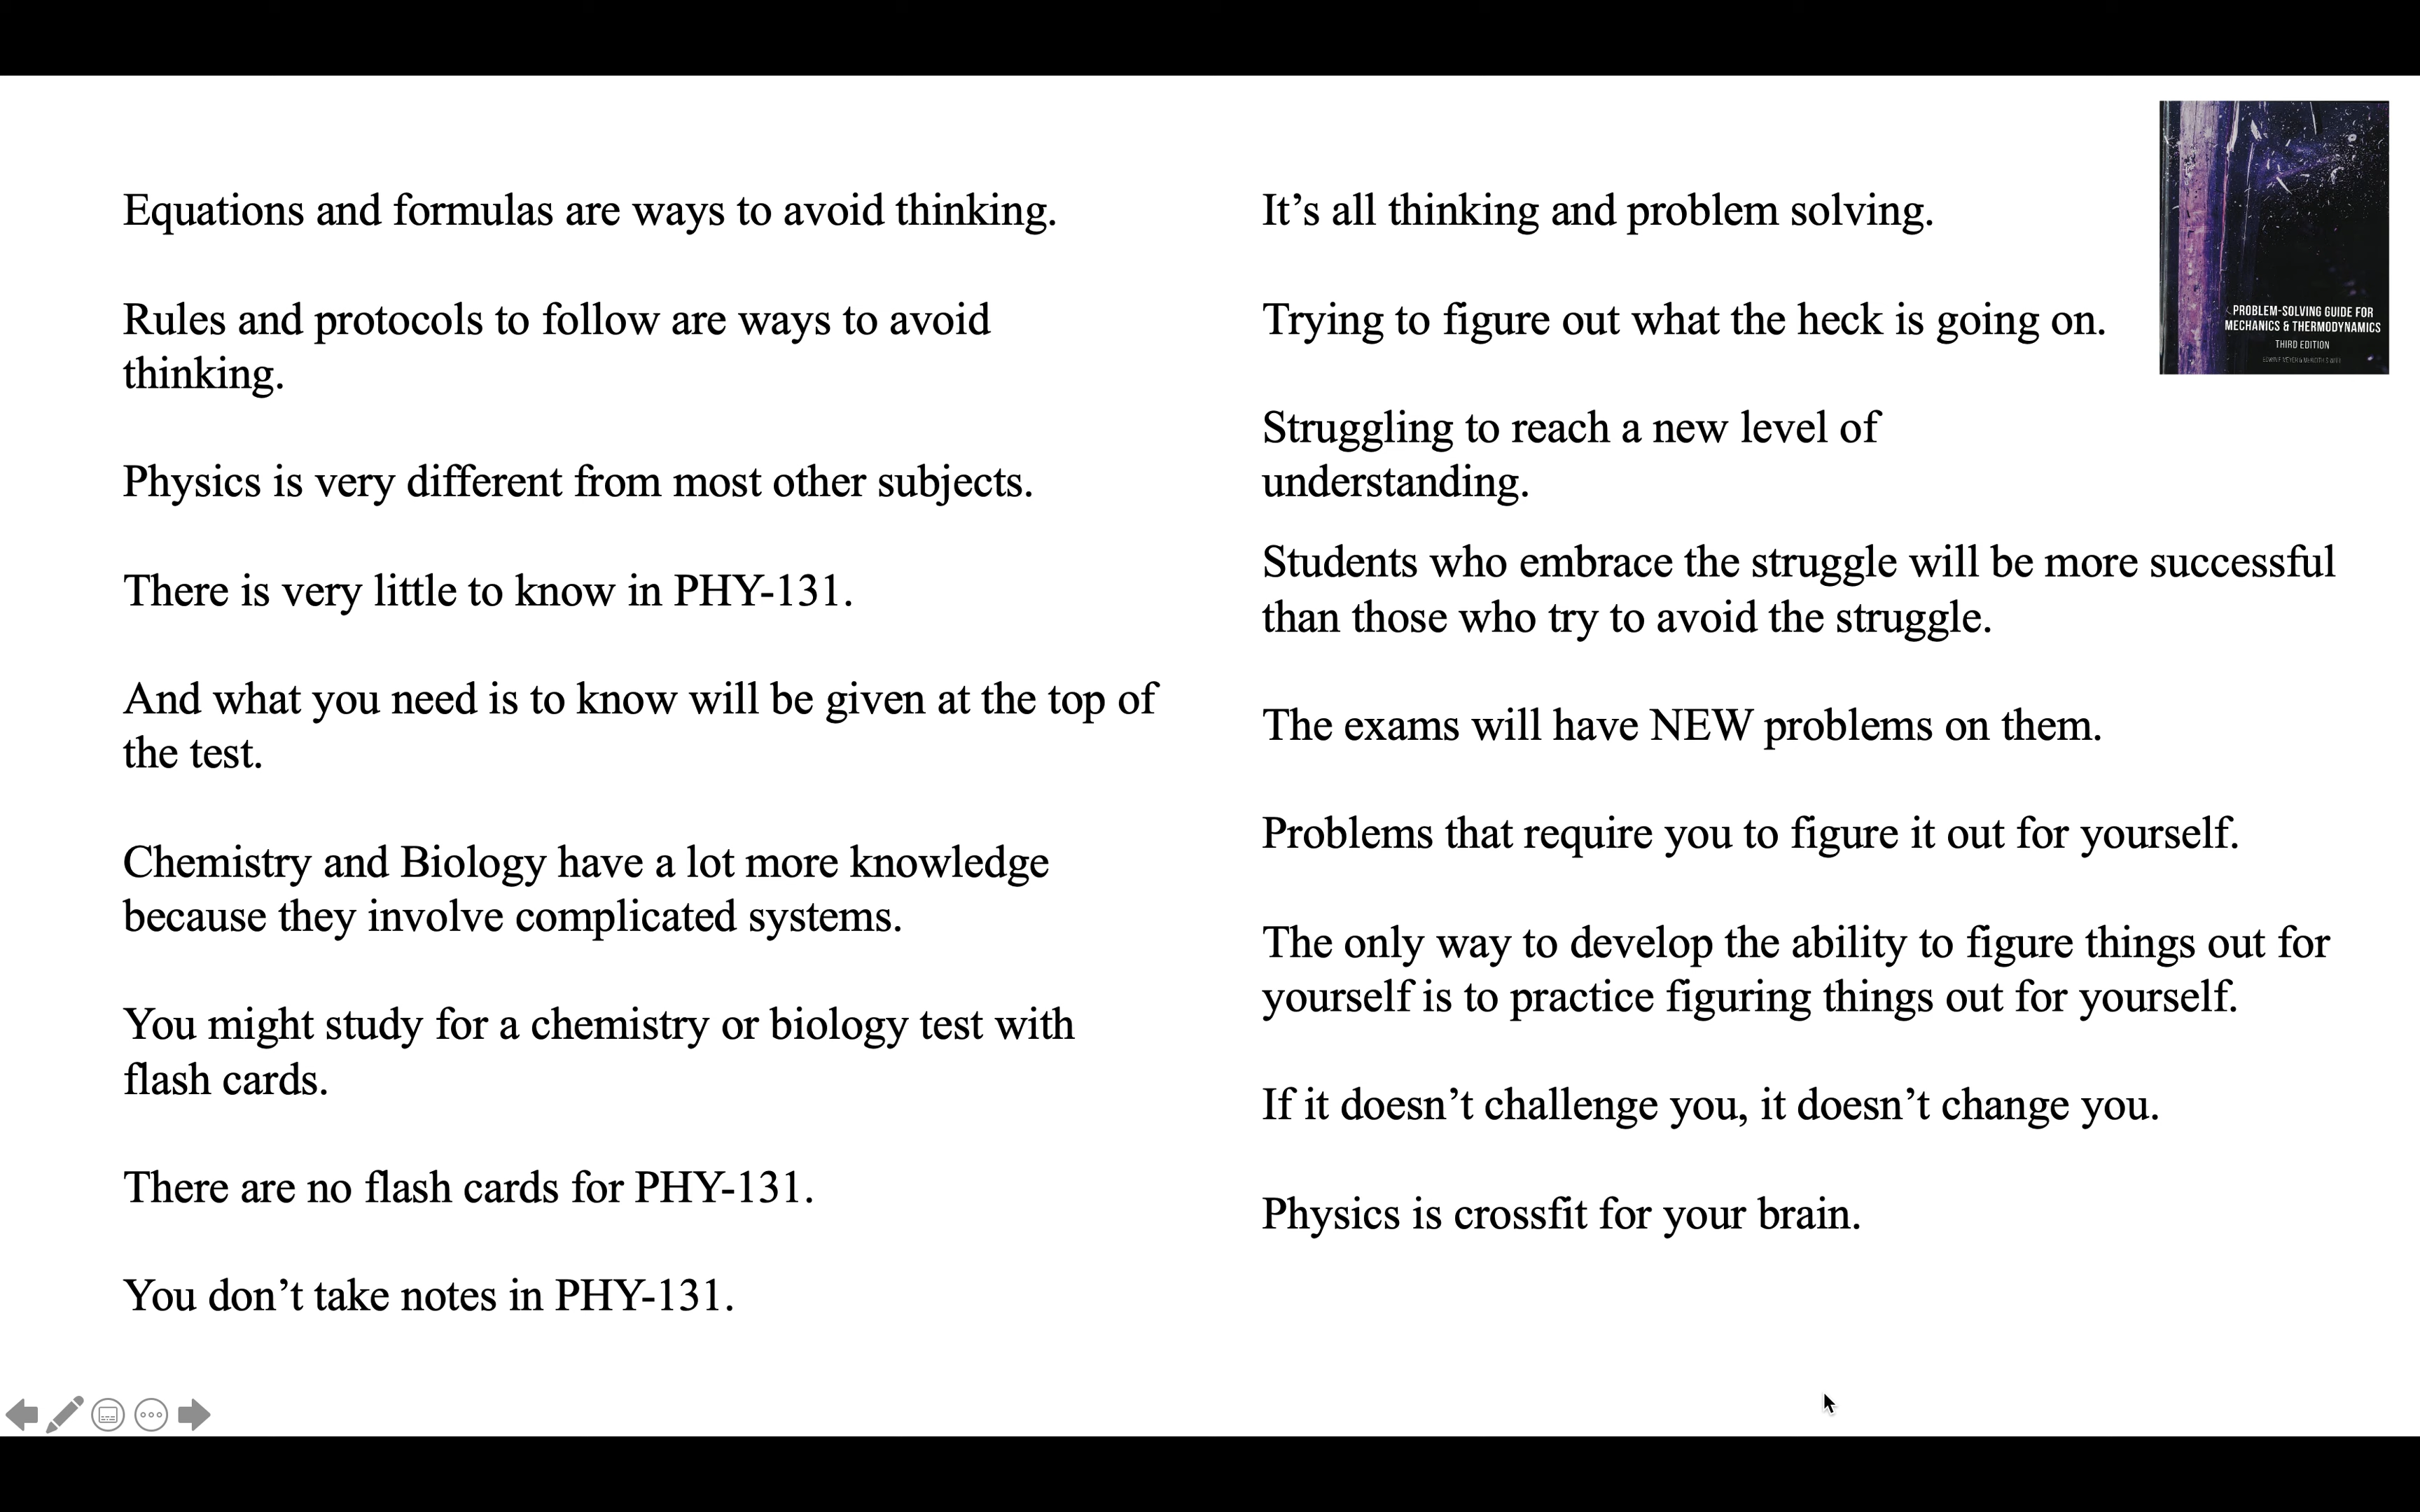 Equations and formulas are ways to avoid thinking.
Rules and protocols to follow are ways to avoid
thinking.
Physics is very different from most other subjects.
There is very little to know in PHY-131.
And what you need is to know will be given at the top of
the test.
Chemistry and Biology have a lot more knowledge
because they involve complicated systems.
You might study for a chemistry or biology test with
flash cards.
There are no flash cards for PHY-131.
You don’t take notes in PHY-131.
It’s all thinking and problem solving.
Trying to figure out what the heck is going on.
Struggling to reach a new level of
understanding.
Students who embrace the struggle will be more successful
than those who try to avoid the struggle.
The exams will have NEW problems on them.
Problems that require you to figure it out for yourself.
The only way to develop the ability to figure things out for
yourself is to practice figuring things out for yourself.
If it doesn’t challenge you, it doesn’t change you.
Physics is crossfit for your brain.
PROBLEM-SOLVING GUIDE FOR
MECHANICS & THERMODYNAMICS
THIRD EDITION